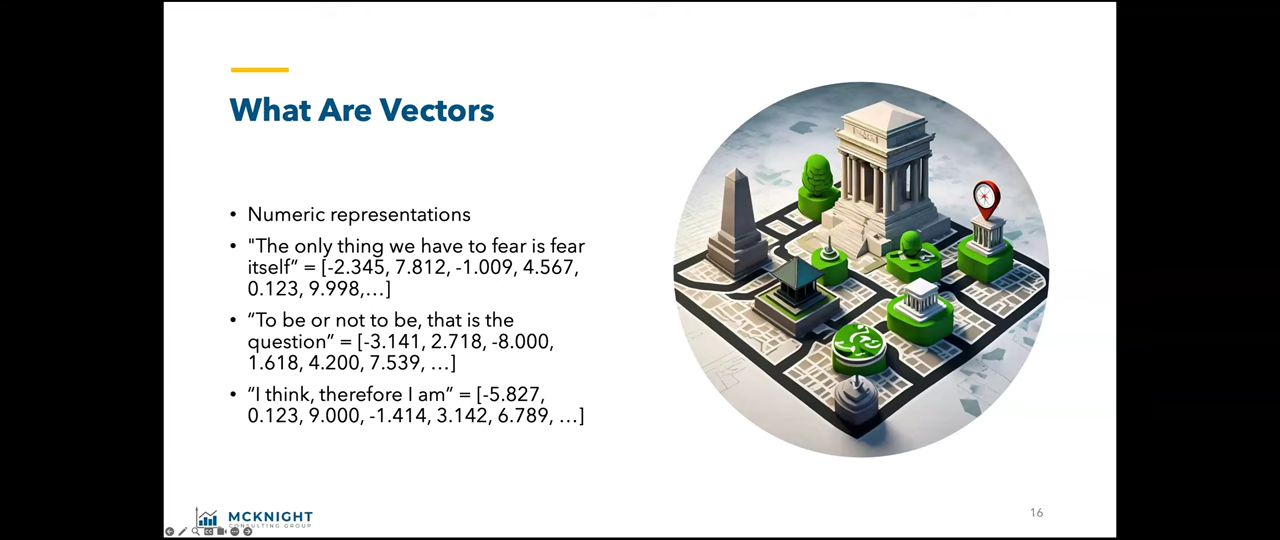 What Are Vectors
• Numeric representations
• "The only thing we have to fear is fear
itself” = [-2.345, 7.812, -1.009, 4.567,
0.123, 9.998,…]
• “To be or not to be, that is the
question” = [-3.141, 2.718, -8.000,
1.618, 4.200, 7.539, …]
• “I think, therefore I am” = [-5.827,
0.123, 9.000, -1.414, 3.142, 6.789, …]
MCKNIGHT
CONSULTING GROUP
16